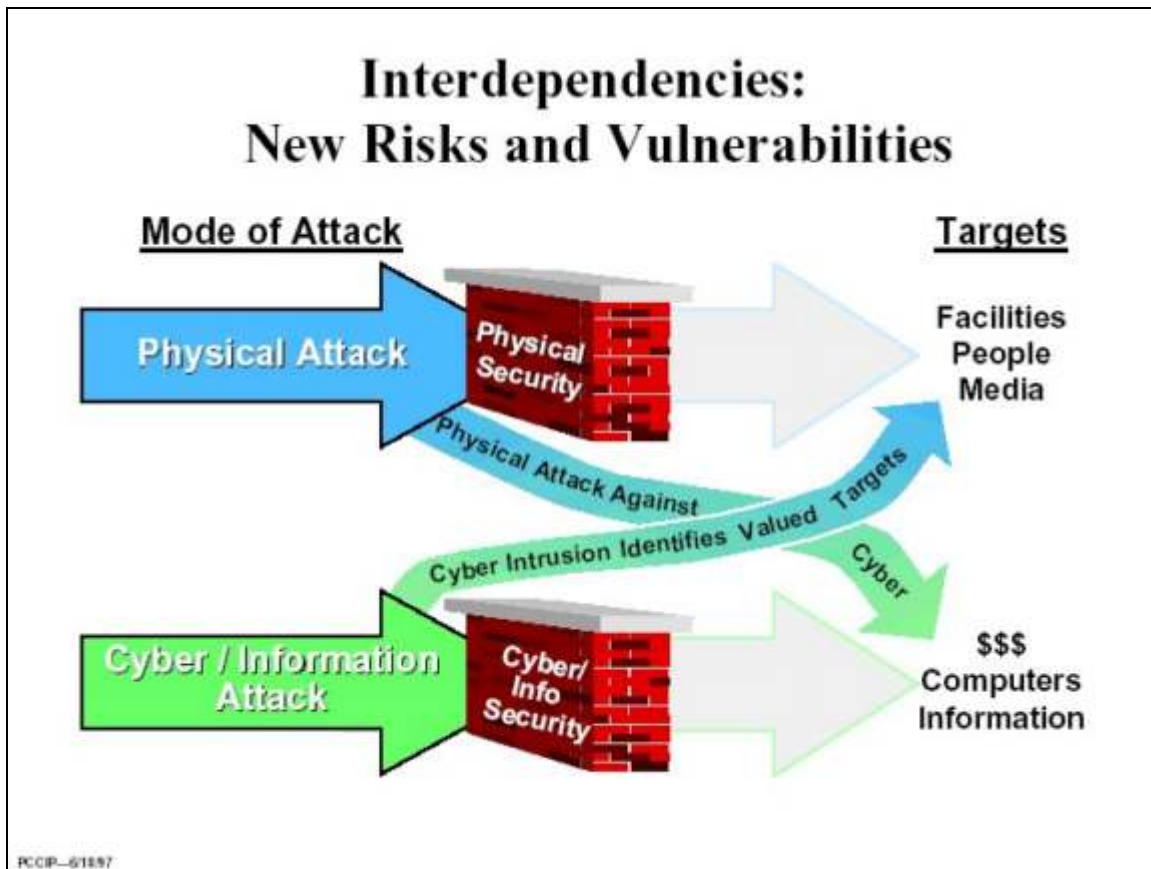 Interdependencies:
New Risks and Vulnerabilities
Mode of Attack
Targets
Physical Attack
Physical
Security
Facilities
People
Media
Physical Attack Against
Cyber
Cyber Intrusion Identifies Valued Targets
Cyber / Information
Attack
Cyber/
Info
Security
$$$
Computers
Information
PCCIP—6/18/97